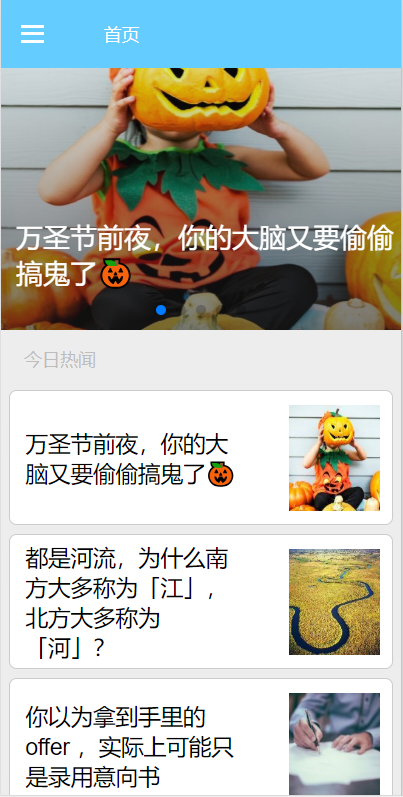 首页
万圣节前夜，你的大脑又要偷偷
搞鬼了🎃
今日热闻
万圣节前夜，你的大
脑又要偷偷搞鬼了🎃
都是河流，为什么南
方大多称为「江」，
北方大多称为
「河」？
你以为拿到手里的
offer ，实际上可能只
是录用意向书